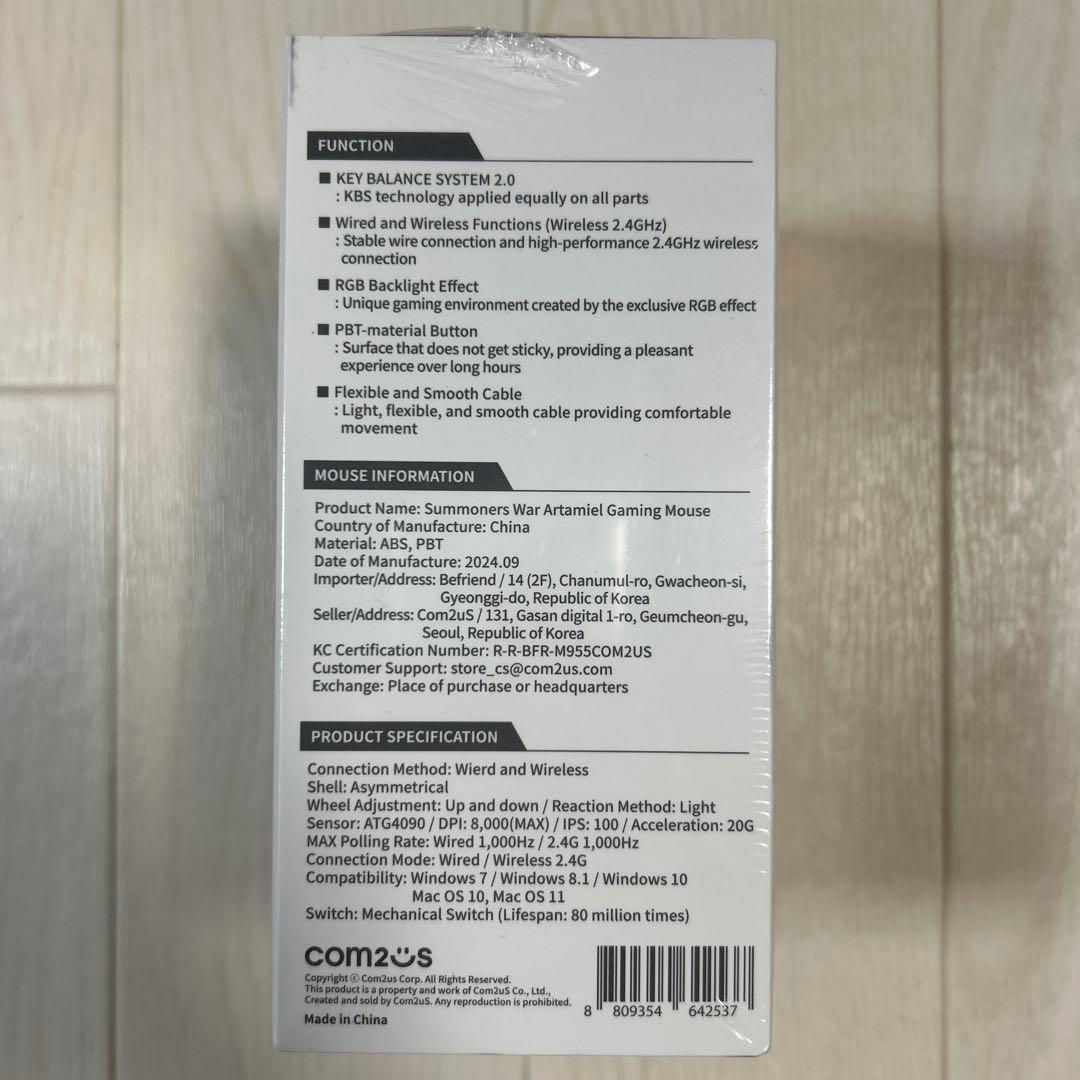 FUNCTION
■ KEY BALANCE SYSTEM 2.0
: KBS technology applied equally on all parts
■ Wired and Wireless Functions (Wireless 2.4GHz)
: Stable wire connection and high-performance 2.4GHz wireless
connection
■ RGB Backlight Effect
: Unique gaming environment created by the exclusive RGB effect
■ PBT-material Button
: Surface that does not get sticky, providing a pleasant
experience over long hours
■ Flexible and Smooth Cable
: Light, flexible, and smooth cable providing comfortable
movement
MOUSE INFORMATION
Product Name: Summoners War Artamiel Gaming Mouse
Country of Manufacture: China
Material: ABS, PBT
Date of Manufacture: 2024.09
Importer/Address: Befriend / 14 (2F), Chanumul-ro, Gwacheon-si,
Gyeonggi-do, Republic of Korea
Seller/Address: Com2uS / 131, Gasan digital 1-ro, Geumcheon-gu,
Seoul, Republic of Korea
KC Certification Number: R-R-BFR-M955COM2US
Customer Support: store_cs@com2us.com
Exchange: Place of purchase or headquarters
PRODUCT SPECIFICATION
Connection Method: Wierd and Wireless
Shell: Asymmetrical
Wheel Adjustment: Up and down / Reaction Method: Light
Sensor: ATG4090 / DPI: 8,000(MAX) / IPS: 100 / Acceleration: 20G
MAX Polling Rate: Wired 1,000Hz / 2.4G 1,000Hz
Connection Mode: Wired / Wireless 2.4G
Compatibility: Windows 7 / Windows 8.1 / Windows 10
Mac OS 10, Mac OS 11
Switch: Mechanical Switch (Lifespan: 80 million times)
com2us
Copyright ⓒ Com2us Corp. All Rights Reserved.
This product is a property and work of Com2uS Co., Ltd.,
Created and sold by Com2uS. Any reproduction is prohibited.
Made in China
8 809354 642537